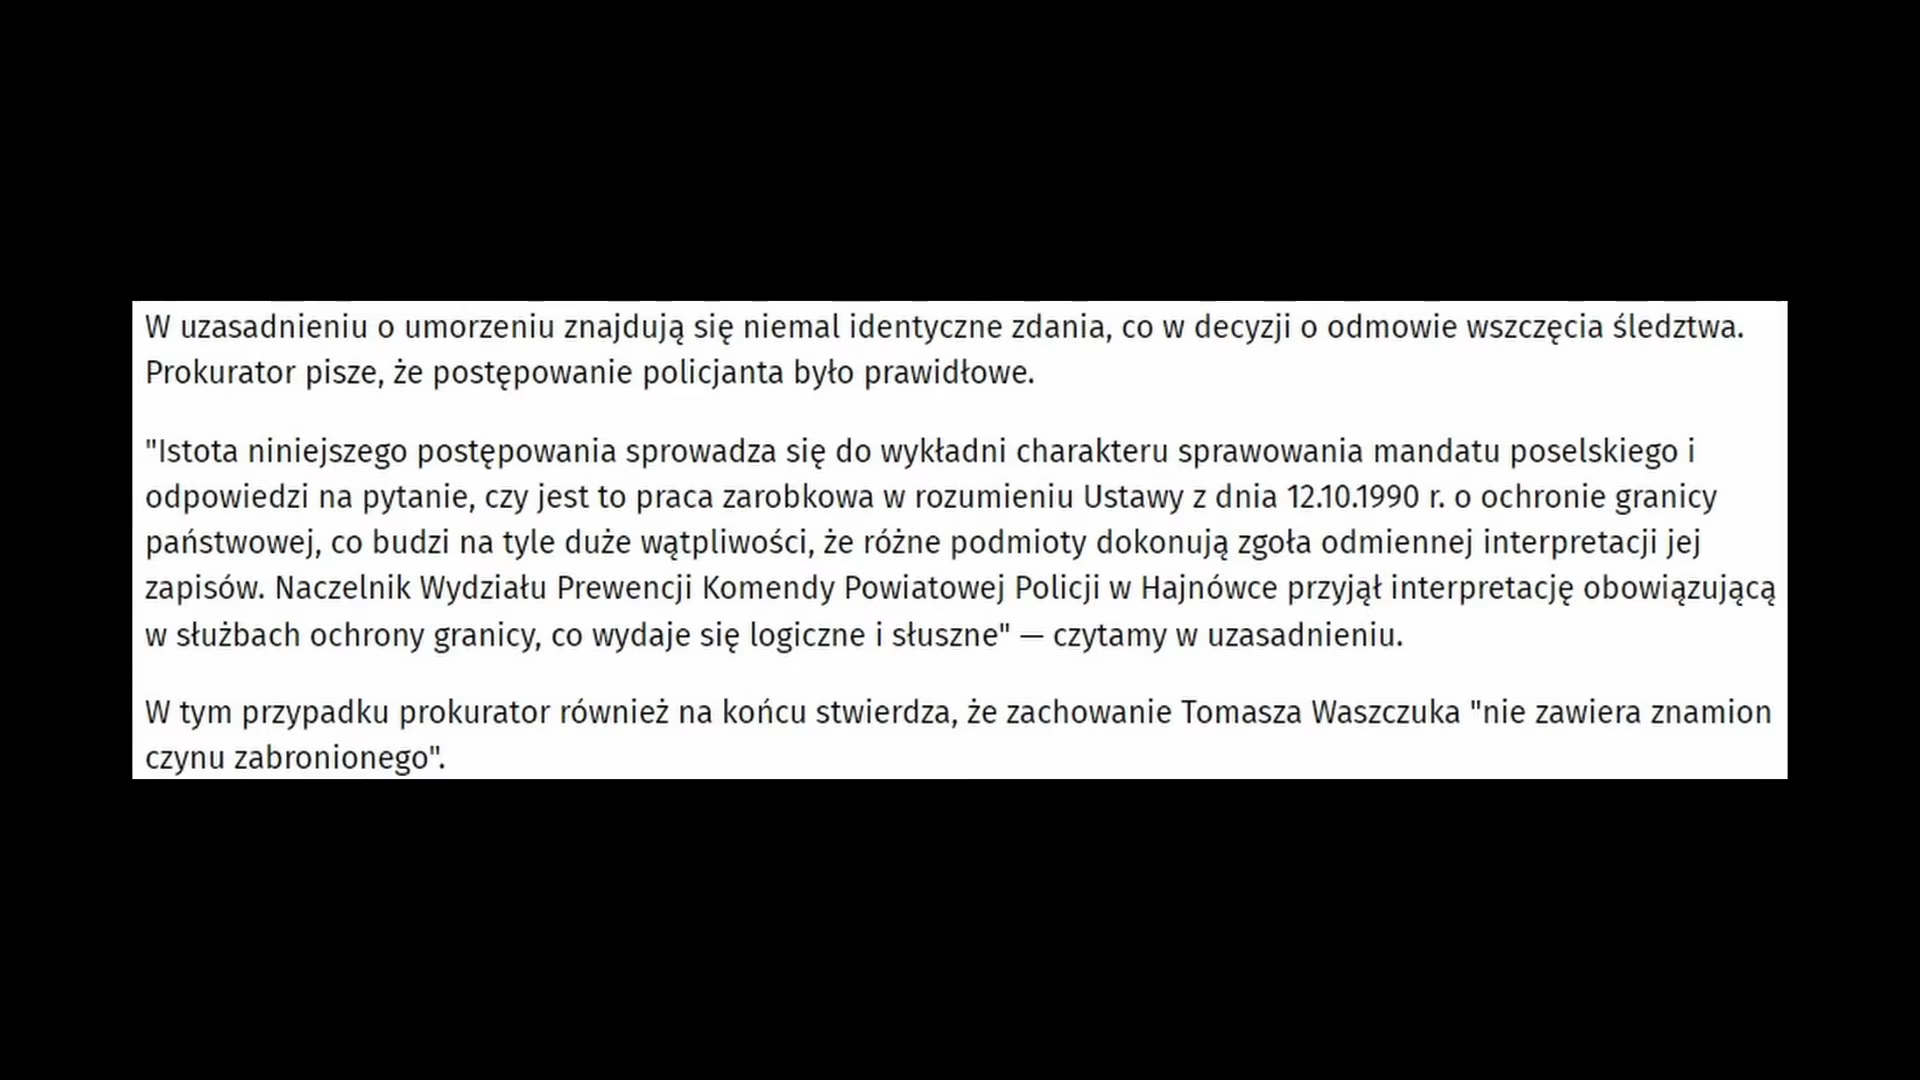 W uzasadnieniu o umorzeniu znajdują się niemal identyczne zdania, co w decyzji o odmowie wszczęcia śledztwa.
Prokurator pisze, że postępowanie policjanta było prawidłowe.
"Istota niniejszego postępowania sprowadza się do wykładni charakteru sprawowania mandatu poselskiego i
odpowiedzi na pytanie, czy jest to praca zarobkowa w rozumieniu Ustawy z dnia 12.10.1990 r. o ochronie granicy
państwowej, co budzi na tyle duże wątpliwości, że różne podmioty dokonują zgoła odmiennej interpretacji jej
zapisów. Naczelnik Wydziału Prewencji Komendy Powiatowej Policji w Hajnówce przyjął interpretację obowiązującą
w służbach ochrony granicy, co wydaje się logiczne i słuszne" — czytamy w uzasadnieniu.
W tym przypadku prokurator również na końcu stwierdza, że zachowanie Tomasza Waszczuka "nie zawiera znamion
czynu zabronionego".